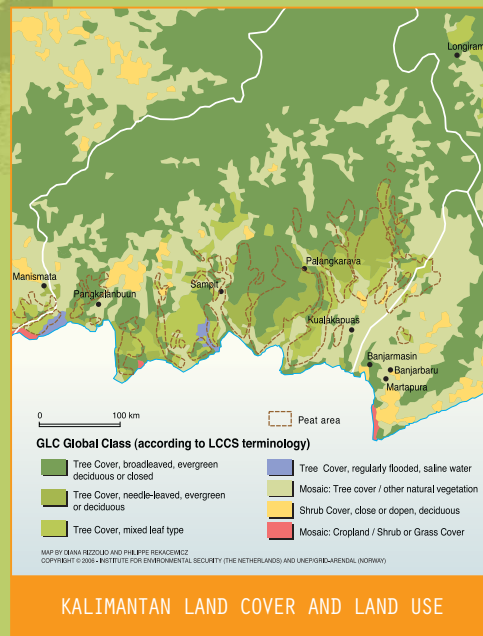 Longiram
Manismata
Pangkalanbuun
Sampit
Palangkaraya
Kualakapuas
Banjarmasin
Banjarbaru
Martapura
0 100 km
Peat area
GLC Global Class (according to LCCS terminology)
Tree Cover, broadleaved, evergreen
deciduous or closed
Tree Cover, needle-leaved, evergreen
or deciduous
Tree Cover, mixed leaf type
Tree Cover, regularly flooded, saline water
Mosaic: Tree cover / other natural vegetation
Shrub Cover, close or dopen, deciduous
Mosaic: Cropland / Shrub or Grass Cover
MAP BY DIANA RIZZOLIO AND PHILIPPE REKACEWICZ
COPYRIGHT © 2006 - INSTITUTE FOR ENVIRONMENTAL SECURITY (THE NETHERLANDS) AND UNEP/GRID-ARENDAL (NORWAY)
KALIMANTAN LAND COVER AND LAND USE